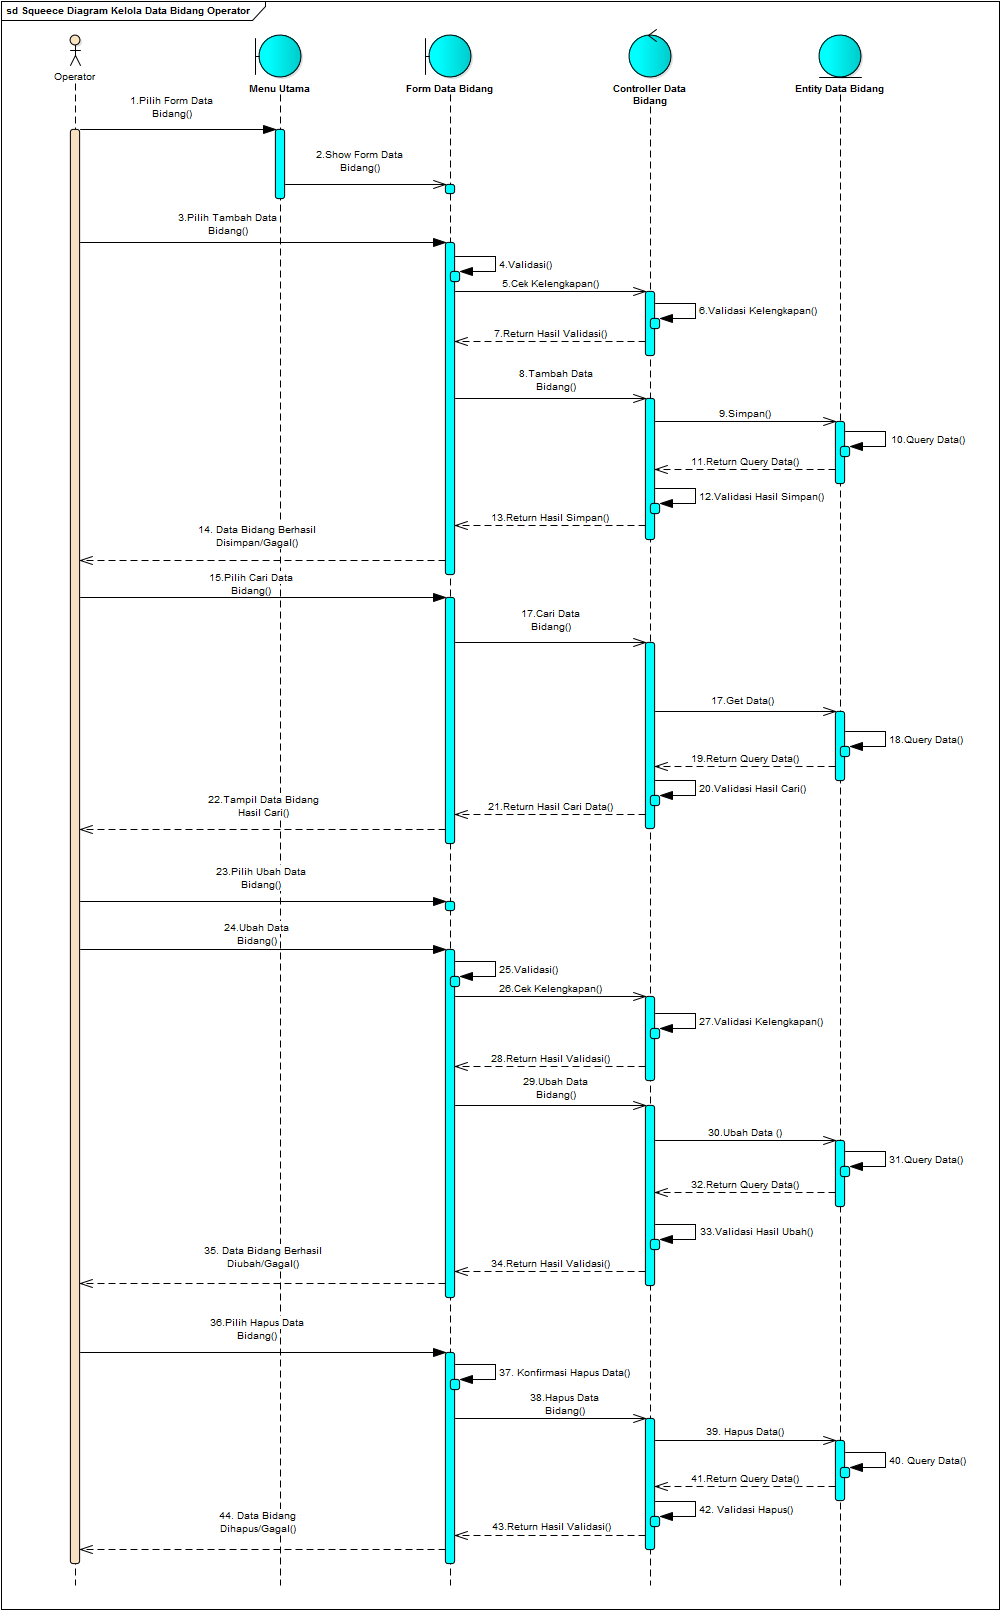 sd Squeece Diagram Kelola Data Bidang Operator
Operator
Menu Utama
Form Data Bidang
Controller Data
Bidang
Entity Data Bidang
1.Pilih Form Data
Bidang()
2.Show Form Data
Bidang()
3.Pilih Tambah Data
Bidang()
4.Validasi()
5.Cek Kelengkapan()
6.Validasi Kelengkapan()
7.Return Hasil Validasi()
8.Tambah Data
Bidang()
9.Simpan()
10.Query Data()
11.Return Query Data()
12.Validasi Hasil Simpan()
13.Return Hasil Simpan()
14. Data Bidang Berhasil
Disimpan/Gagal()
15.Pilih Cari Data
Bidang()
17.Cari Data
Bidang()
17.Get Data()
18.Query Data()
19.Return Query Data()
20.Validasi Hasil Cari()
21.Return Hasil Cari Data()
22.Tampil Data Bidang
Hasil Cari()
23.Pilih Ubah Data
Bidang()
24.Ubah Data
Bidang()
25.Validasi()
26.Cek Kelengkapan()
27.Validasi Kelengkapan()
28.Return Hasil Validasi()
29.Ubah Data
Bidang()
30.Ubah Data ()
31.Query Data()
32.Return Query Data()
33.Validasi Hasil Ubah()
34.Return Hasil Validasi()
35. Data Bidang Berhasil
Diubah/Gagal()
36.Pilih Hapus Data
Bidang()
37. Konfirmasi Hapus Data()
38.Hapus Data
Bidang()
39. Hapus Data()
40. Query Data()
41.Return Query Data()
42. Validasi Hapus()
43.Return Hasil Validasi()
44. Data Bidang
Dihapus/Gagal()